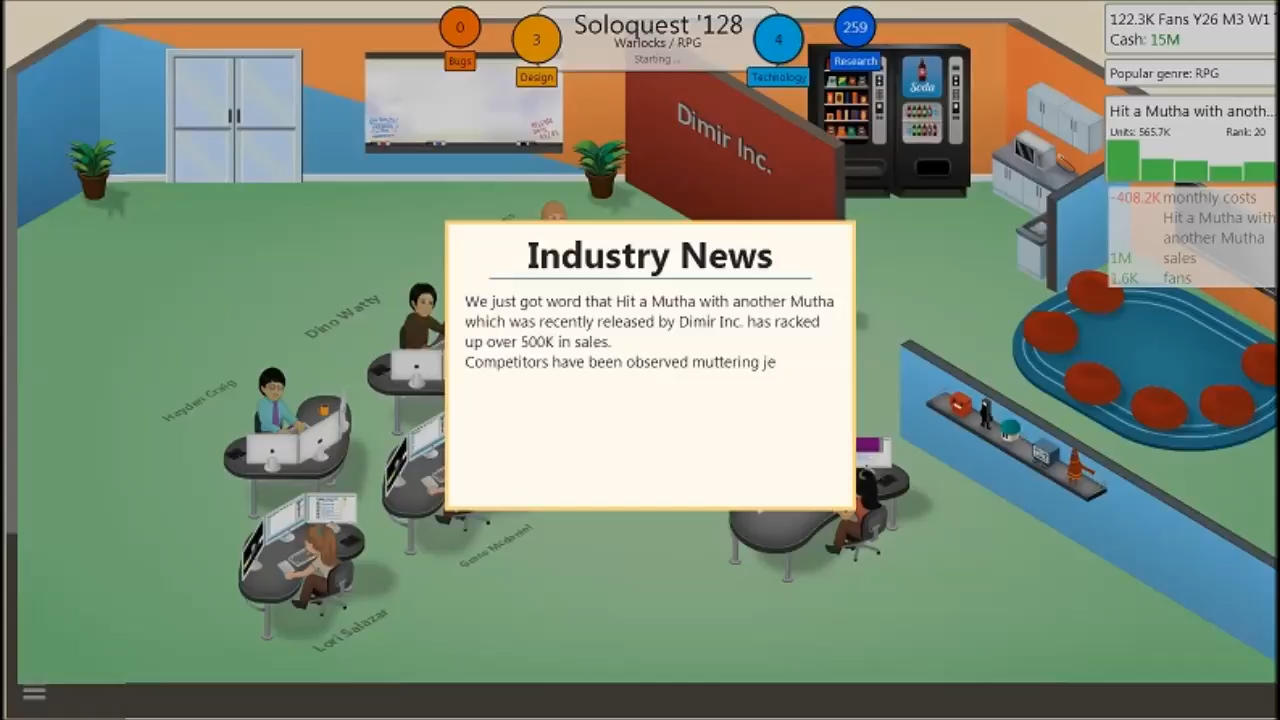 0
Bugs
3
Design
Soloquest '128
Warlocks / RPG
Starting ...
4
Technology
259
Research
122.3K Fans Y26 M3 W1
Cash: 15M
Popular genre: RPG
Hit a Mutha with anoth...
Units: 565.7K Rank: 20
-408.2K monthly costs
Hit a Mutha with
another Mutha
1M sales
1.6K fans
Dimir Inc.
Soda
Industry News
We just got word that Hit a Mutha with another Mutha
which was recently released by Dimir Inc. has racked
up over 500K in sales.
Competitors have been observed muttering je
Dino Watty
Hayden Craig
Lori Salazar